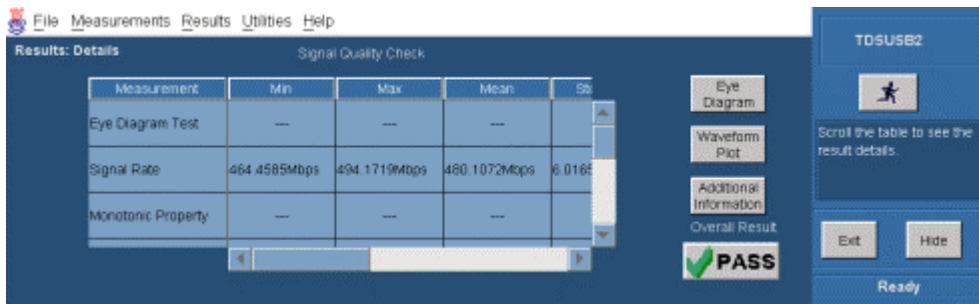 File Measurements Results Utilities Help
Results: Details
Signal Quality Check
Measurement Min Max Mean
Eye Diagram Test --- --- ---
Signal Rate 464.4585Mbps 494.1719Mbps 480.1072Mbps 6.016
Monotonic Property --- --- ---
Eye Diagram
Waveform Plot
Additional Information
Overall Result
PASS
TDSUSB2
Scroll the table to see the
result details.
Exit Hide
Ready